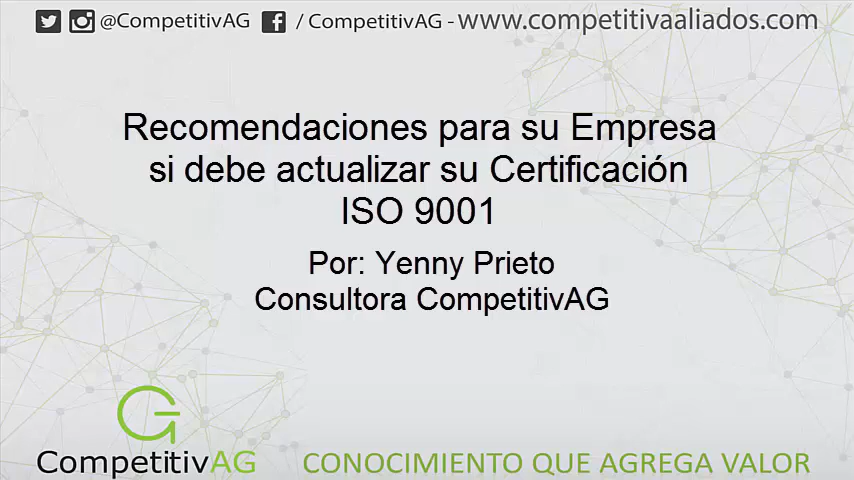 @CompetitivAG / CompetitivAG - www.competitivaaliados.com
Recomendaciones para su Empresa
si debe actualizar su Certificación
ISO 9001
Por: Yenny Prieto
Consultora CompetitivAG
CompetitivAG CONOCIMIENTO QUE AGREGA VALOR